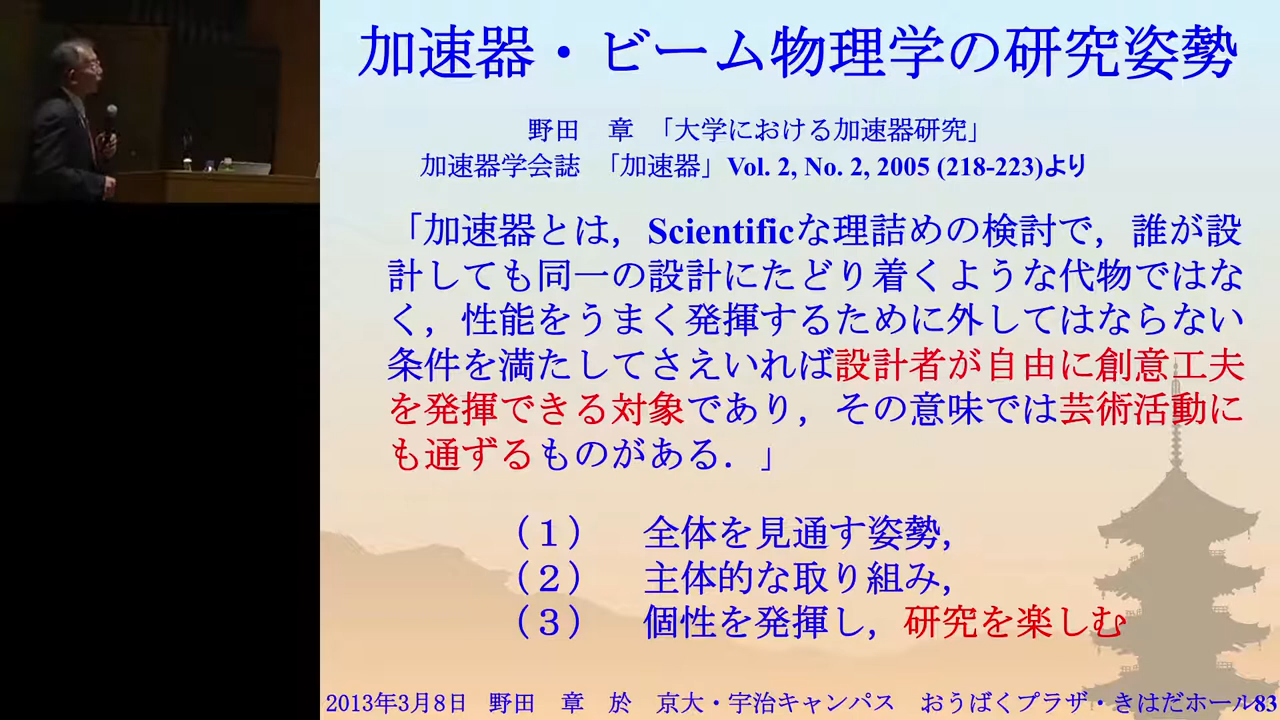 加速器・ビーム物理学の研究姿勢
野田　章　「大学における加速器研究」
加速器学会誌　「加速器」Vol. 2, No. 2, 2005 (218-223)より
「加速器とは，Scientificな理詰めの検討で，誰が設
計しても同一の設計にたどり着くような代物ではな
く，性能をうまく発揮するために外してはならない
条件を満たしてさえいれば設計者が自由に創意工夫
を発揮できる対象であり，その意味では芸術活動に
も通ずるものがある．」
（１）　全体を見通す姿勢,
（２）　主体的な取り組み,
（３）　個性を発揮し，研究を楽しむ
2013年3月8日　野田　章　於　京大・宇治キャンパス　おうばくプラザ・きはだホール83